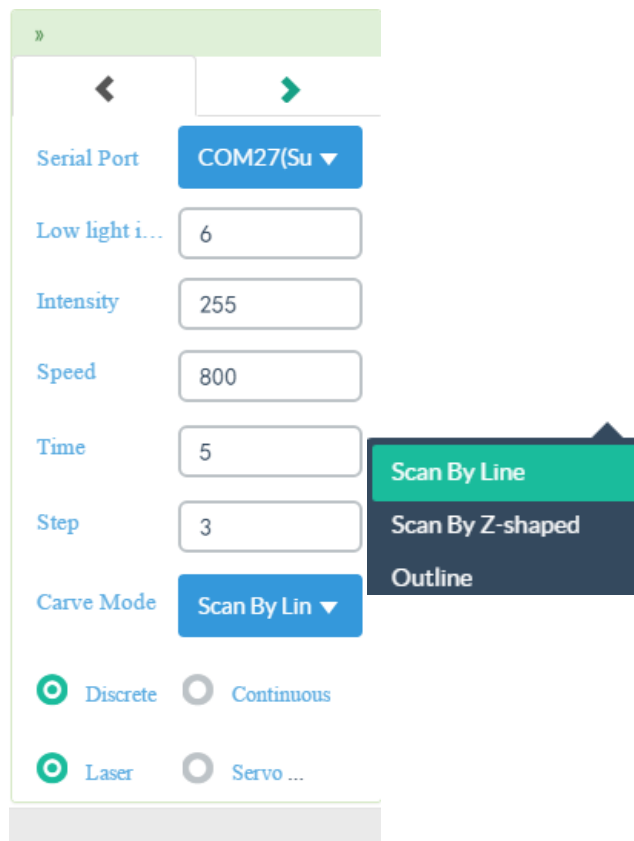 »
Serial Port COM27(Su
Low light i... 6
Intensity 255
Speed 800
Time 5
Step 3
Carve Mode Scan By Lin
Discrete Continuous
Laser Servo ...
Scan By Line
Scan By Z-shaped
Outline